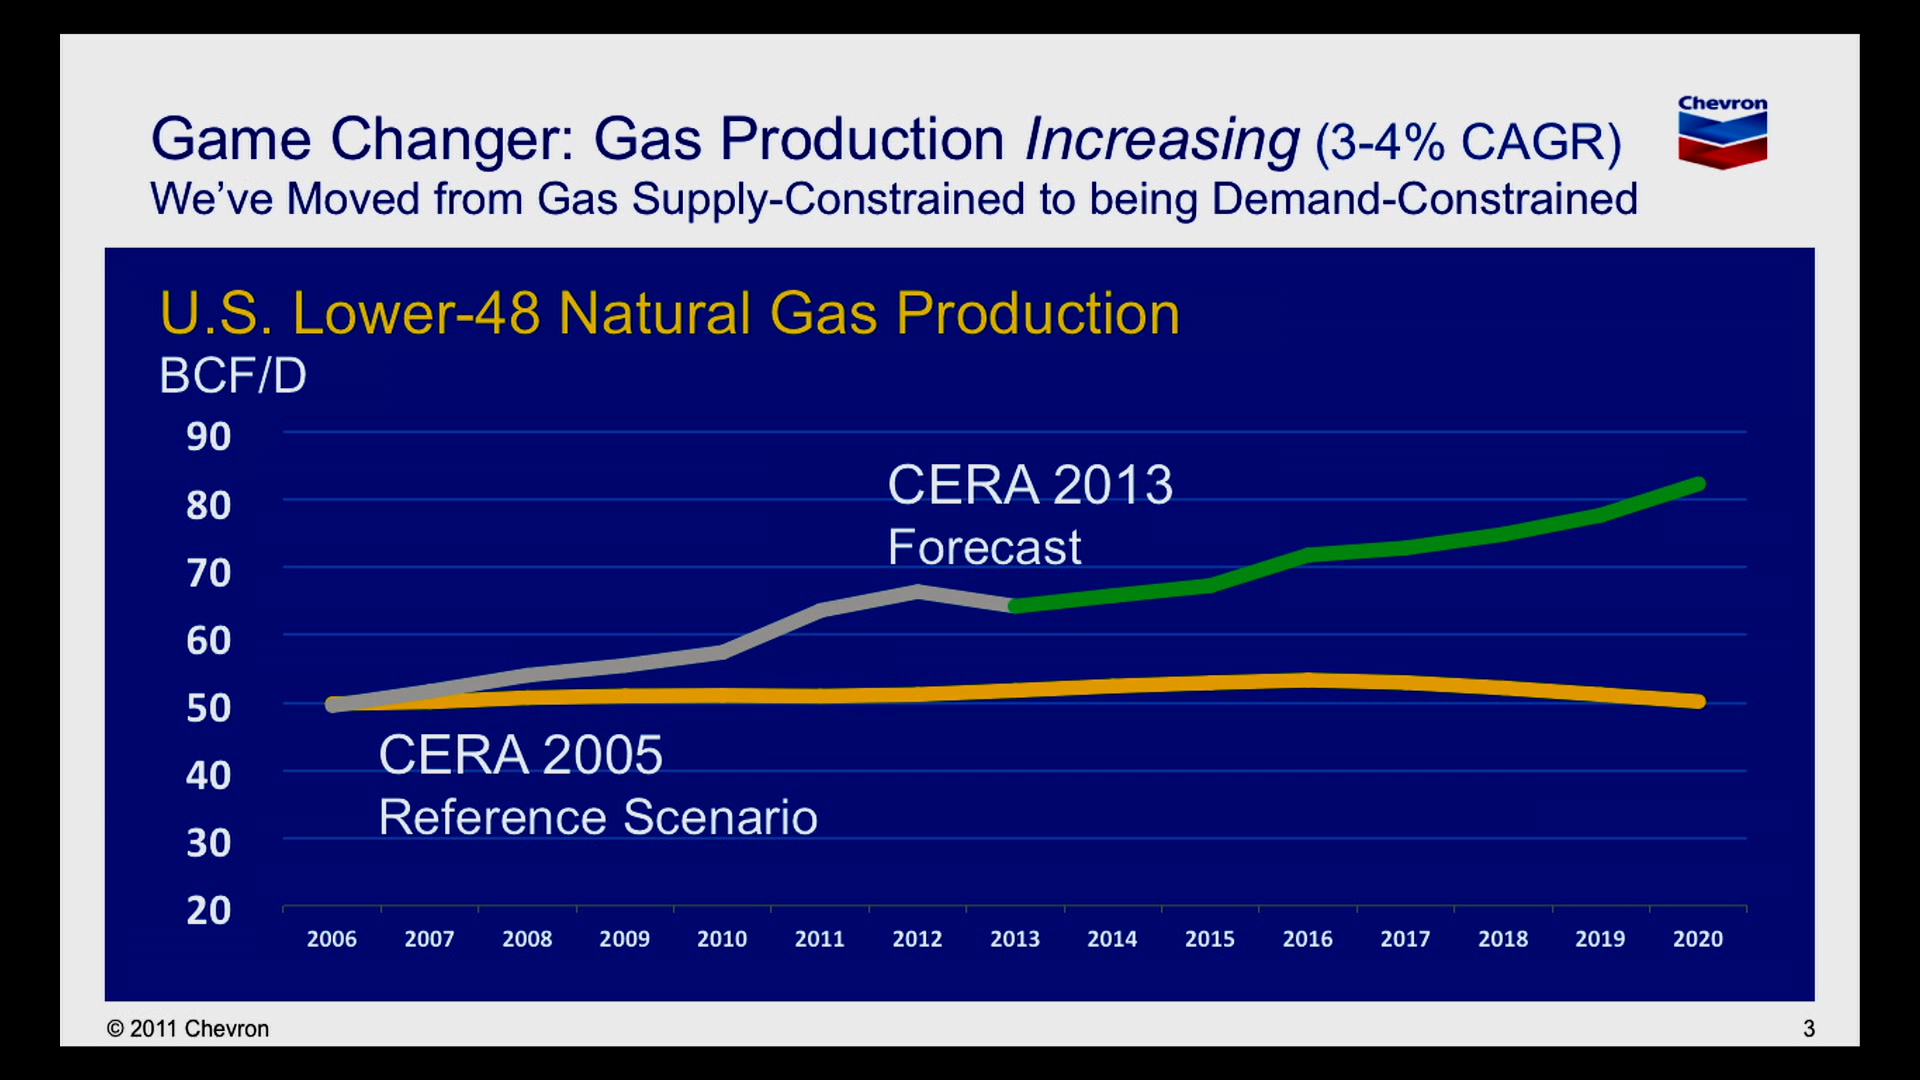 Chevron
Game Changer: Gas Production Increasing (3-4% CAGR)
We’ve Moved from Gas Supply-Constrained to being Demand-Constrained
U.S. Lower-48 Natural Gas Production
BCF/D
90
80
70
60
50
40
30
20
CERA 2013
Forecast
CERA 2005
Reference Scenario
2006 2007 2008 2009 2010 2011 2012 2013 2014 2015 2016 2017 2018 2019 2020
© 2011 Chevron
3